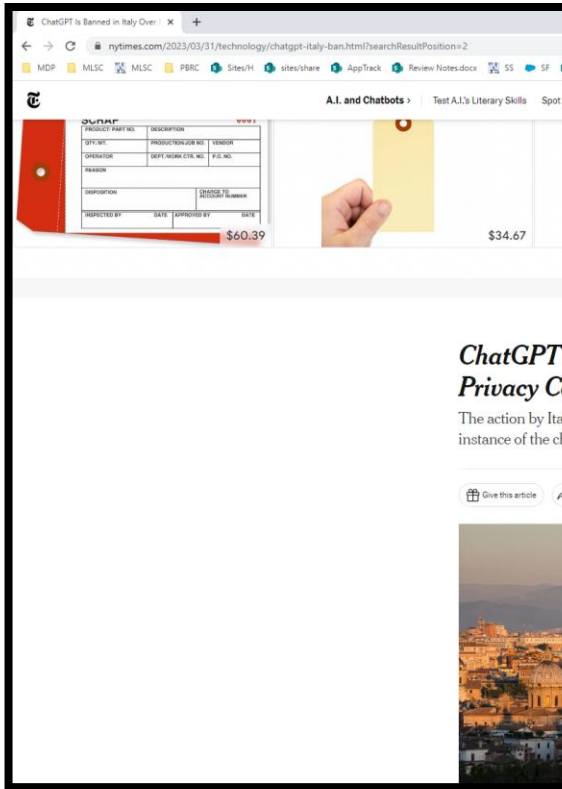 ChatGPT Is Banned in Italy Over
nytimes.com/2023/03/31/technology/chatgpt-italy-ban.html?searchResultPosition=2
MDP MLSC MLSC PBRC Sites/H sites/share AppTrack Review Notes.docx SS SF
A.I. and Chatbots > Test A.I.'s Literary Skills Spot
SCRAP 0001
PRODUCT/ PART NO. DESCRIPTION
QTY./WT. PRODUCTION/JOB NO. VENDOR
OPERATOR DEPT./WORK CTR. NO. P.O. NO.
REASON
DISPOSITION CHARGE TO
ACCOUNT NUMBER
INSPECTED BY DATE APPROVED BY DATE
$60.39
$34.67
ChatGPT
Privacy C
The action by Ita
instance of the c
Give this article